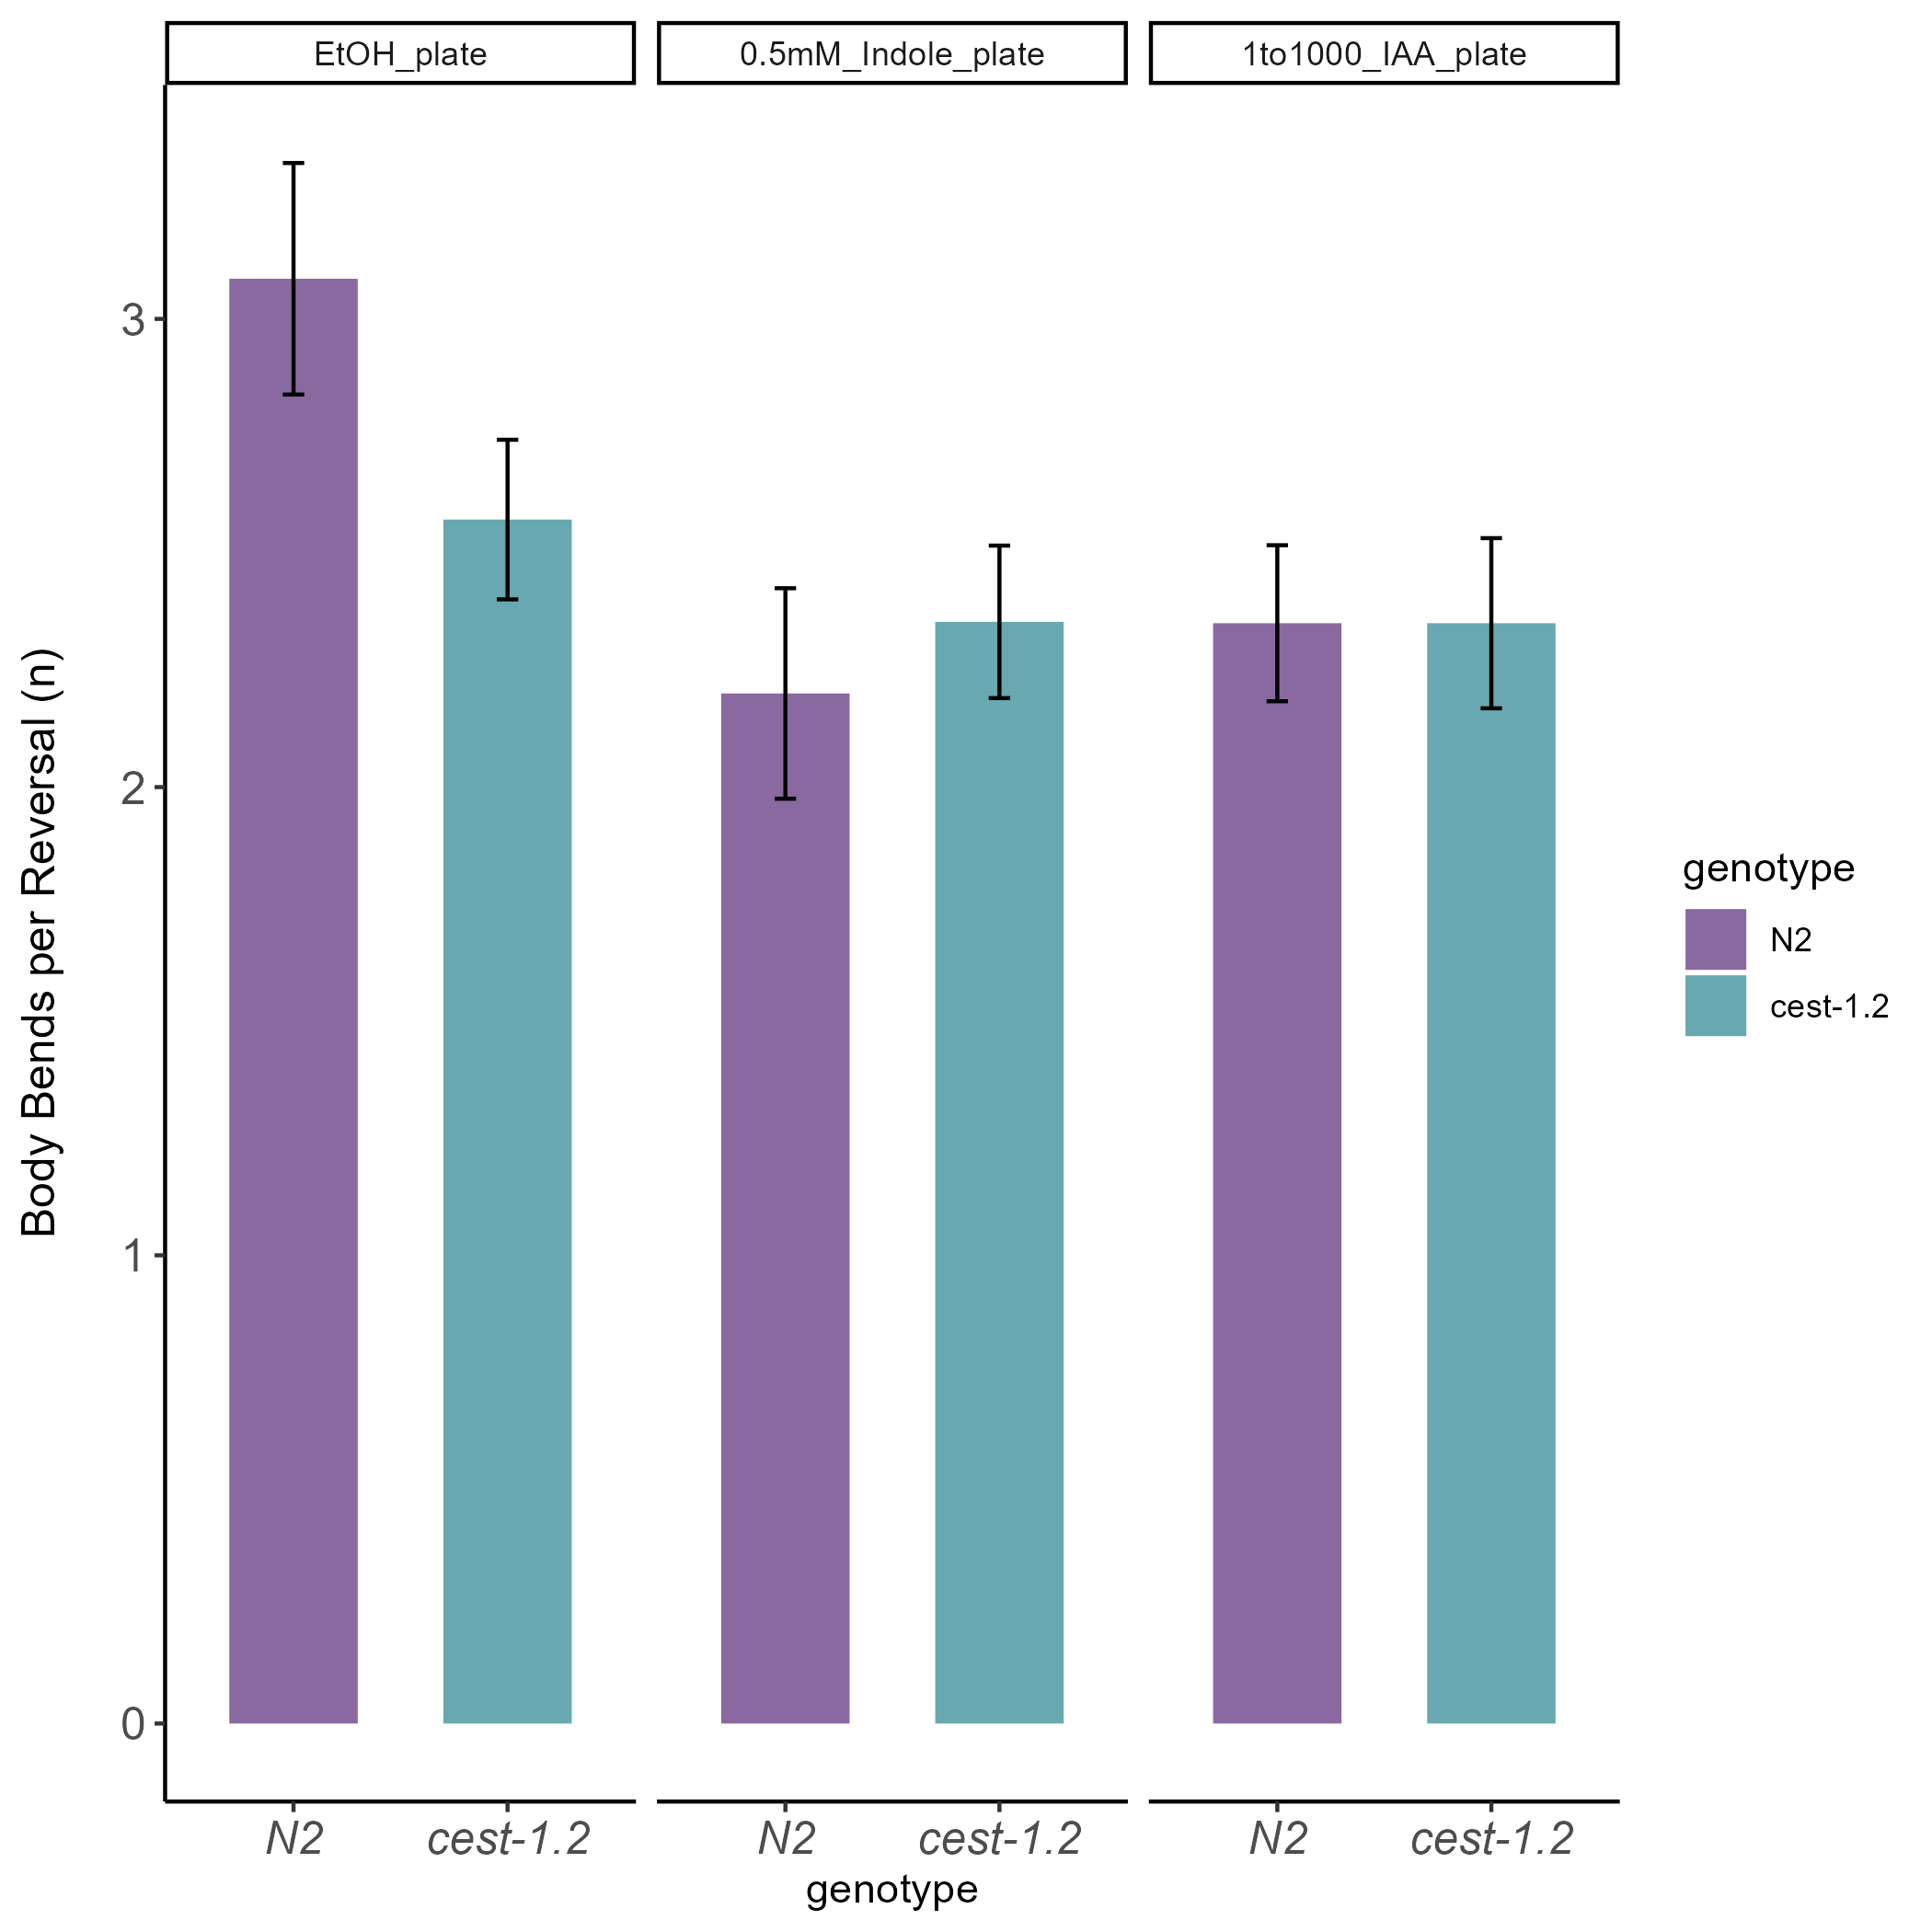 EtOH_plate 0.5mM_Indole_plate 1to1000_IAA_plate
Body Bends per Reversal (n)
3
2
1
0
N2 cest-1.2 N2 cest-1.2 N2 cest-1.2
genotype
genotype
N2
cest-1.2